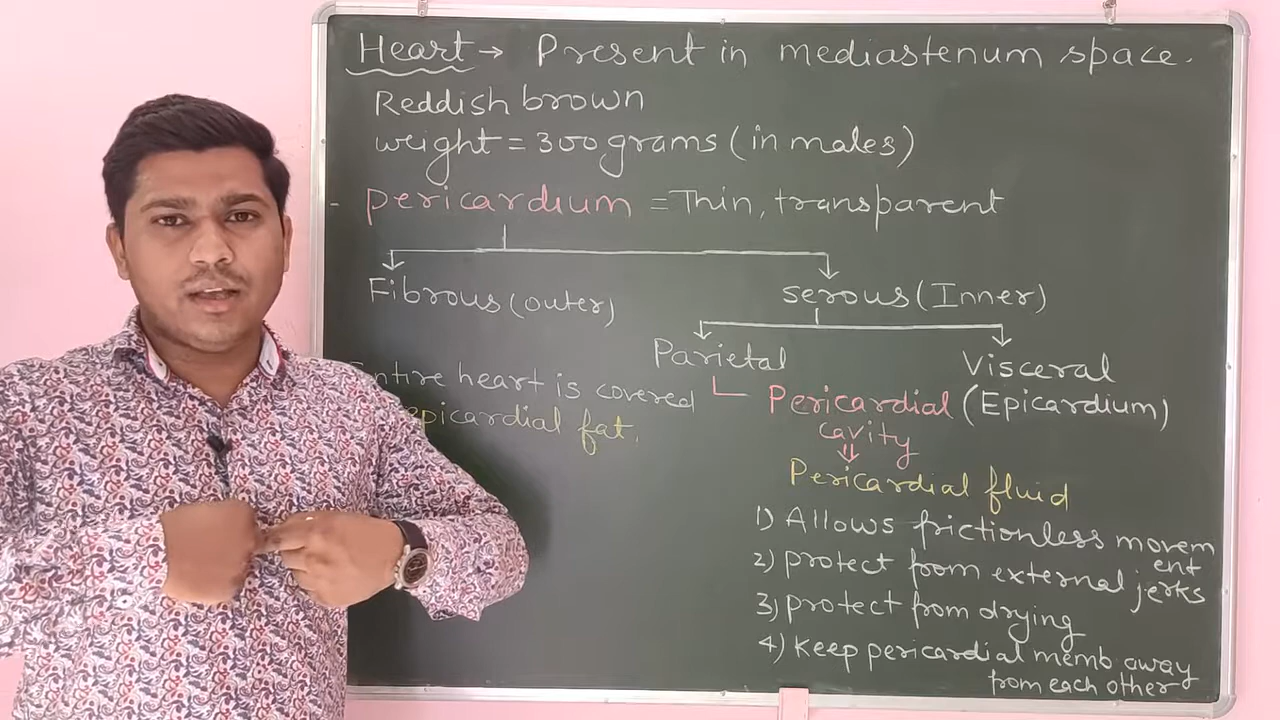 Heart → Present in mediastenum space.
Reddish brown
weight = 300 grams (in males)
- pericardium = Thin, transparent
Fibrous (outer)
serous (Inner)
Parietal
Visceral
(Epicardium)
Pericardial
cavity
⇓
Pericardial fluid
1) Allows frictionless movem
ent
2) protect from external jerks
3) protect from drying
4) keep pericardial memb away
from each other
Entire heart is covered
epicardial fat.